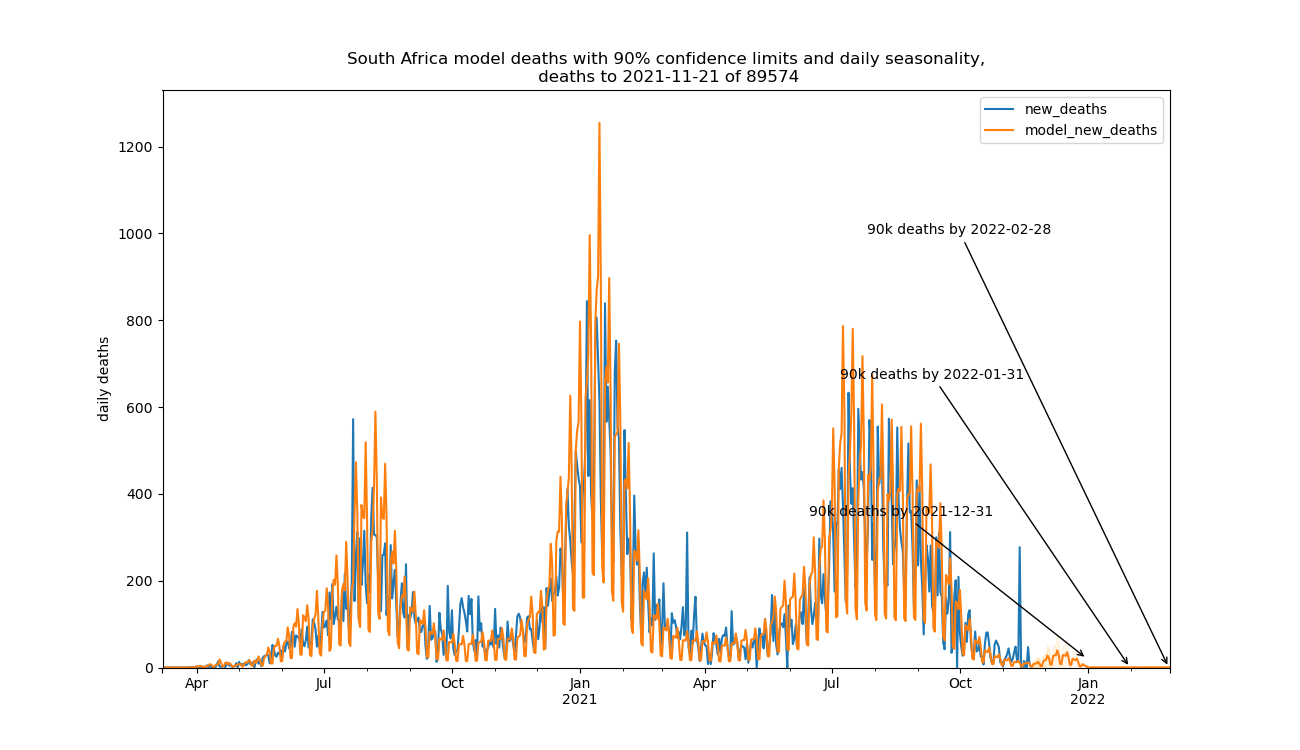 South Africa model deaths with 90% confidence limits and daily seasonality,
deaths to 2021-11-21 of 89574
new_deaths
model_new_deaths
daily deaths
1200
1000
800
600
400
200
0
90k deaths by 2022-02-28
90k deaths by 2022-01-31
90k deaths by 2021-12-31
Apr
Jul
Oct
Jan
2021
Apr
Jul
Oct
Jan
2022